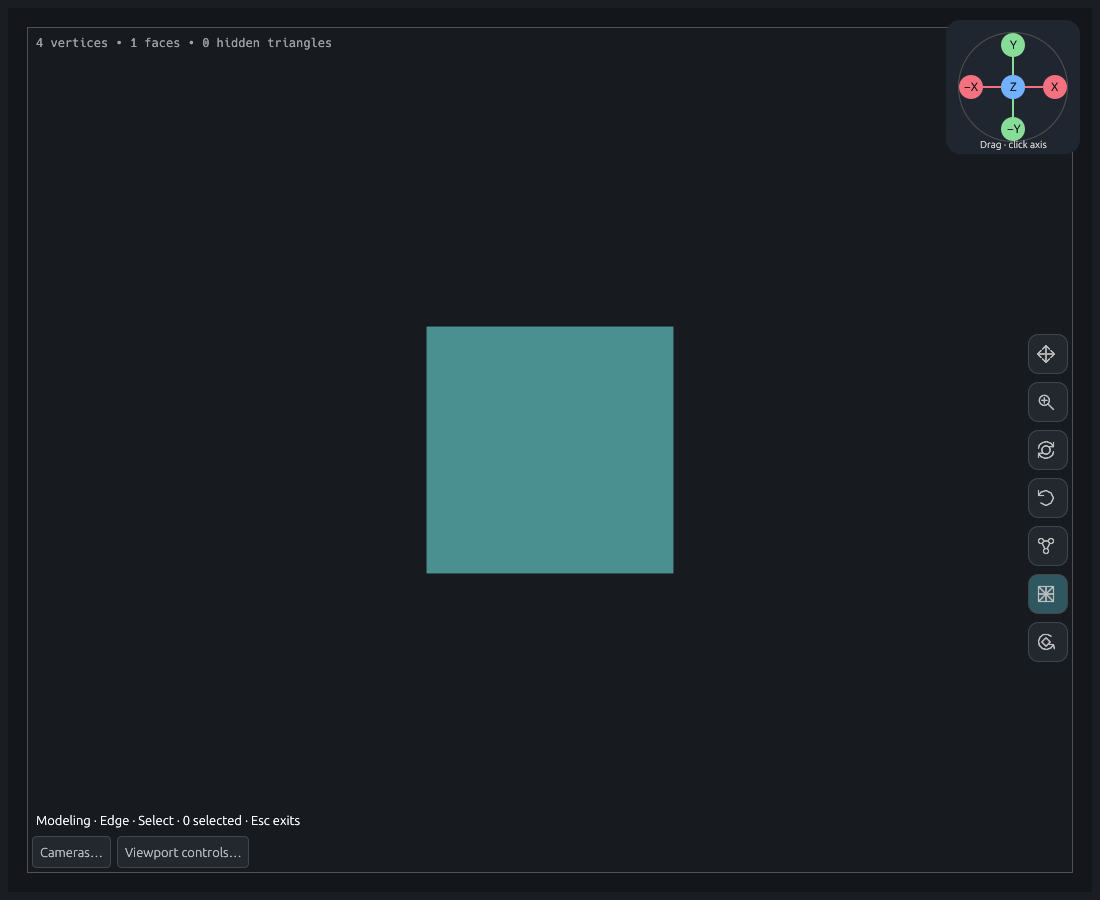 4 vertices • 1 faces • 0 hidden triangles
Y
−X
Z
X
−Y
Drag · click axis
Modeling · Edge · Select · 0 selected · Esc exits
Cameras…
Viewport controls…